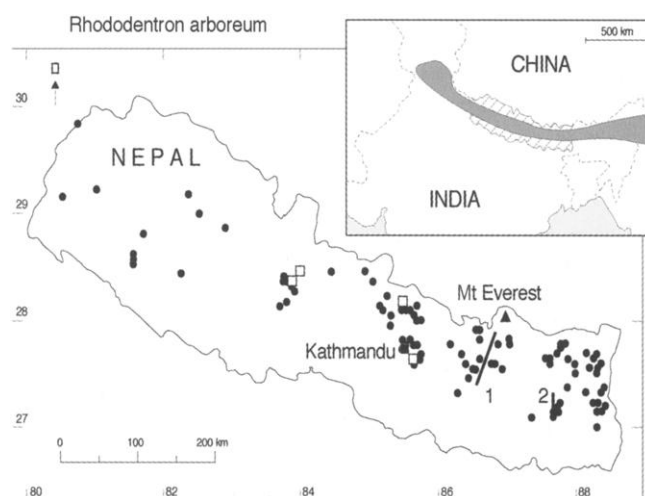 Rhododentron arboreum
500 km
CHINA
INDIA
30
NEPAL
29
28
Mt Everest
Kathmandu
1
2
27
0 100 200 km
80 82 84 86 88